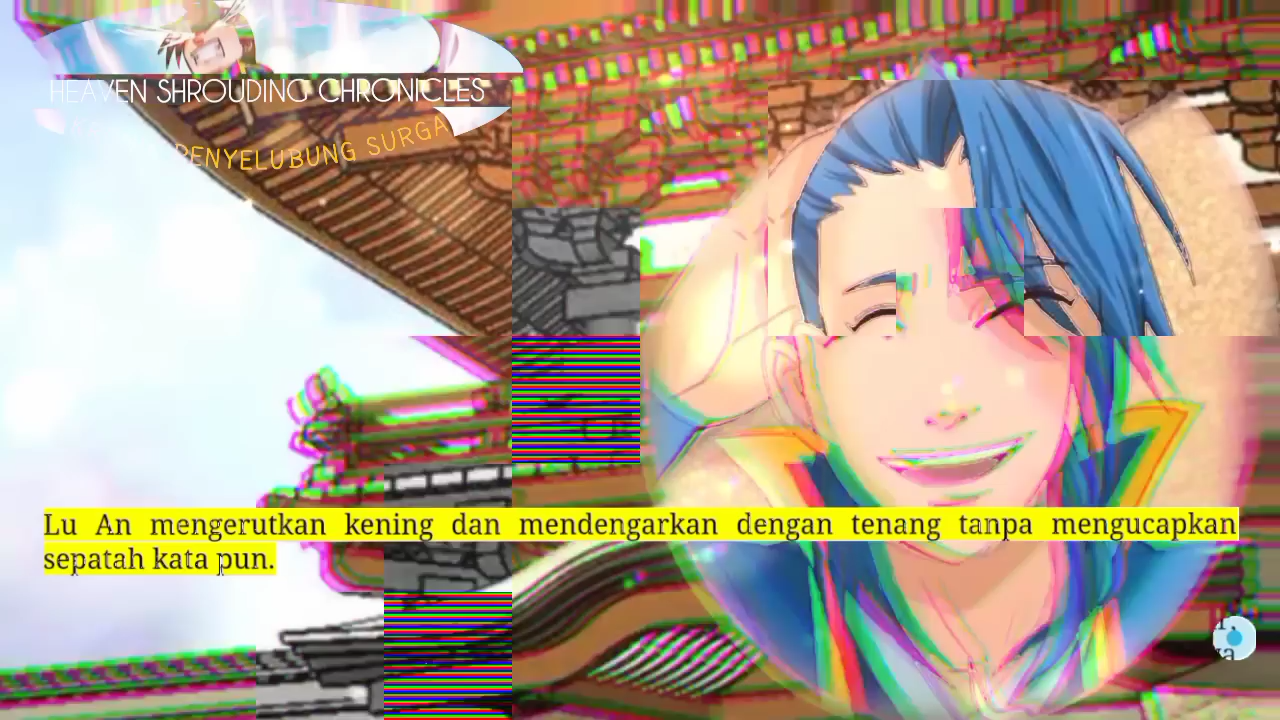 HEAVEN SHROUDING CHRONICLES
PENYELUBUNG SURGA
Lu An mengerutkan kening dan mendengarkan dengan tenang tanpa mengucapkan
sepatah kata pun.